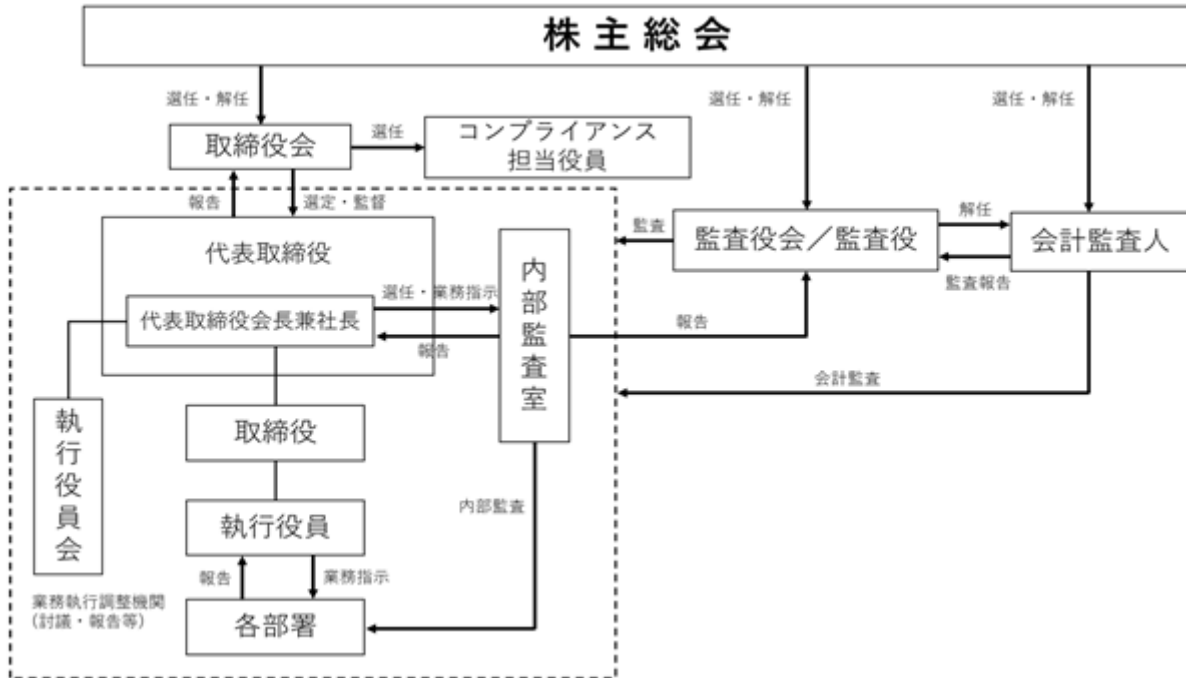 株主総会
選任・解任
選任・解任
選任・解任
取締役会
選任
コンプライアンス
担当役員
報告
選定・監督
代表取締役
代表取締役会長兼社長
選任・業務指示
報告
内部監査室
監査
監査役会／監査役
解任
監査報告
会計監査人
報告
会計監査
執行役員会
取締役
執行役員
内部監査
報告
業務指示
業務執行調整機関
(討議・報告等)
各部署